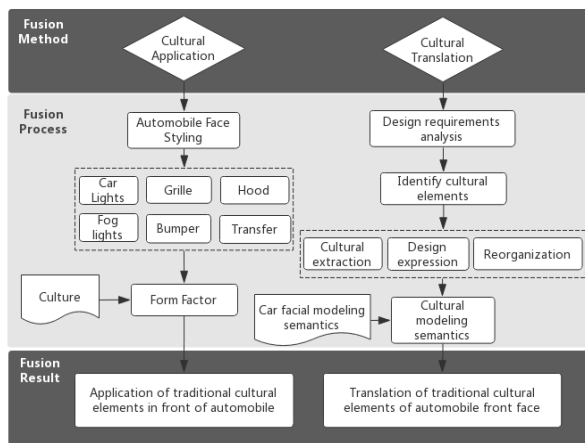 Fusion
Method
Cultural
Application
Cultural
Translation
Fusion
Process
Automobile Face
Styling
Design requirements
analysis
Car
Lights
Grille
Hood
Identify cultural
elements
Fog
lights
Bumper
Transfer
Cultural
extraction
Design
expression
Reorganization
Culture
Form Factor
Car facial modeling
semantics
Cultural
modeling
semantics
Fusion
Result
Application of traditional cultural
elements in front of automobile
Translation of traditional cultural
elements of automobile front face